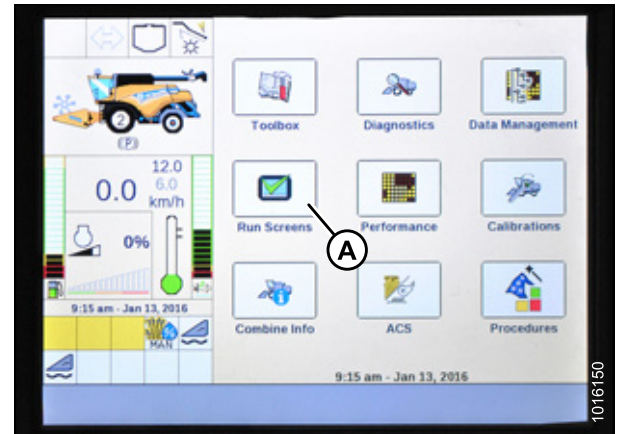 Toolbox
Diagnostics
Data Management
2
(P)
12.0
0.0
6.0
km/h
Run Screens
Performance
Calibrations
A
0%
9:15 am - Jan 13, 2016
MAN
%
Combine Info
ACS
Procedures
9:15 am - Jan 13, 2016
1016150